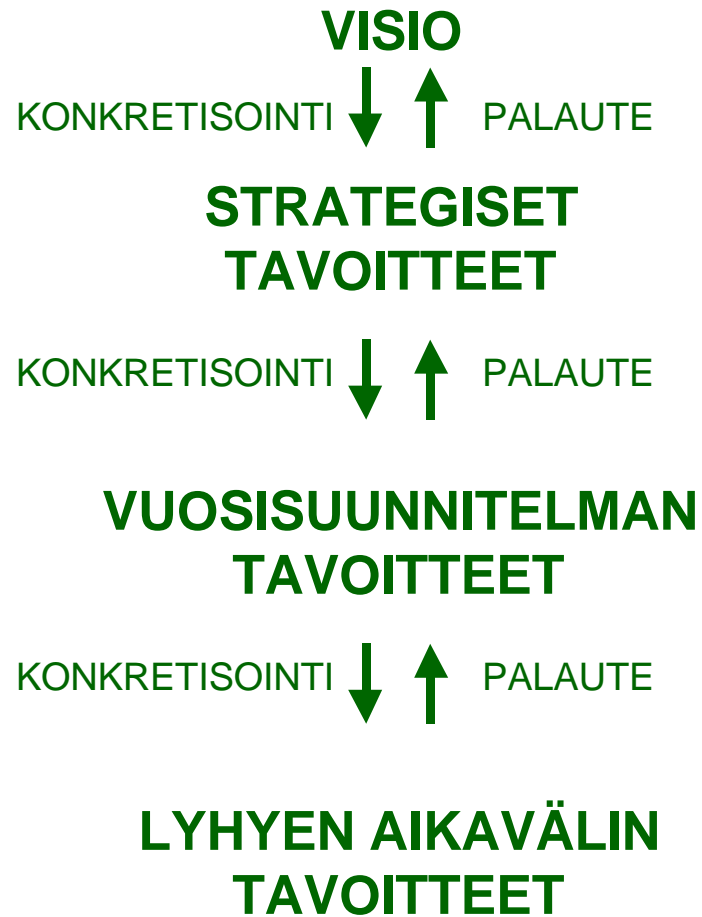 VISIO
KONKRETISOINTI PALAUTE
STRATEGISET
TAVOITTEET
KONKRETISOINTI PALAUTE
VUOSISUUNNITELMAN
TAVOITTEET
KONKRETISOINTI PALAUTE
LYHYEN AIKAVÄLIN
TAVOITTEET